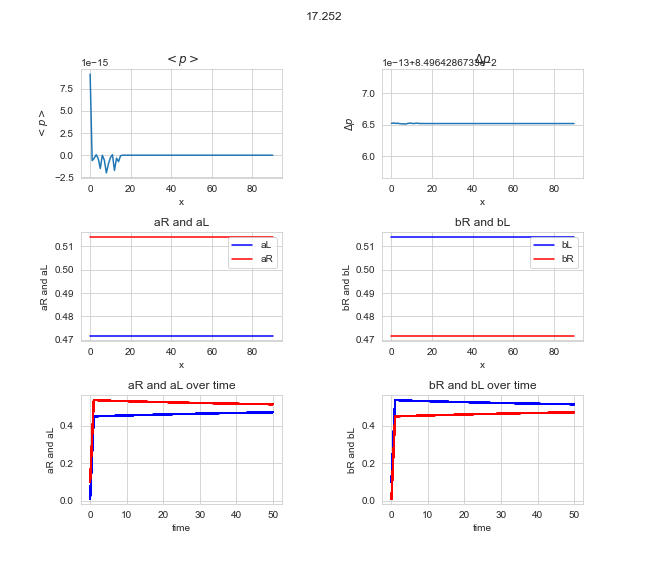 17.252
<p>
1e−15
<p>
7.5
5.0
2.5
0.0
−2.5
0 20 40 60 80
x
Δp
1e−13+8.4964286735e−2
Δp
7.0
6.5
6.0
0 20 40 60 80
x
aR and aL
aR and aL
0.51
0.50
0.49
0.48
0.47
aL
aR
0 20 40 60 80
x
bR and bL
bR and bL
0.51
0.50
0.49
0.48
0.47
bL
bR
0 20 40 60 80
x
aR and aL over time
aR and aL
0.4
0.2
0.0
0 10 20 30 40 50
time
bR and bL over time
bR and bL
0.4
0.2
0.0
0 10 20 30 40 50
time